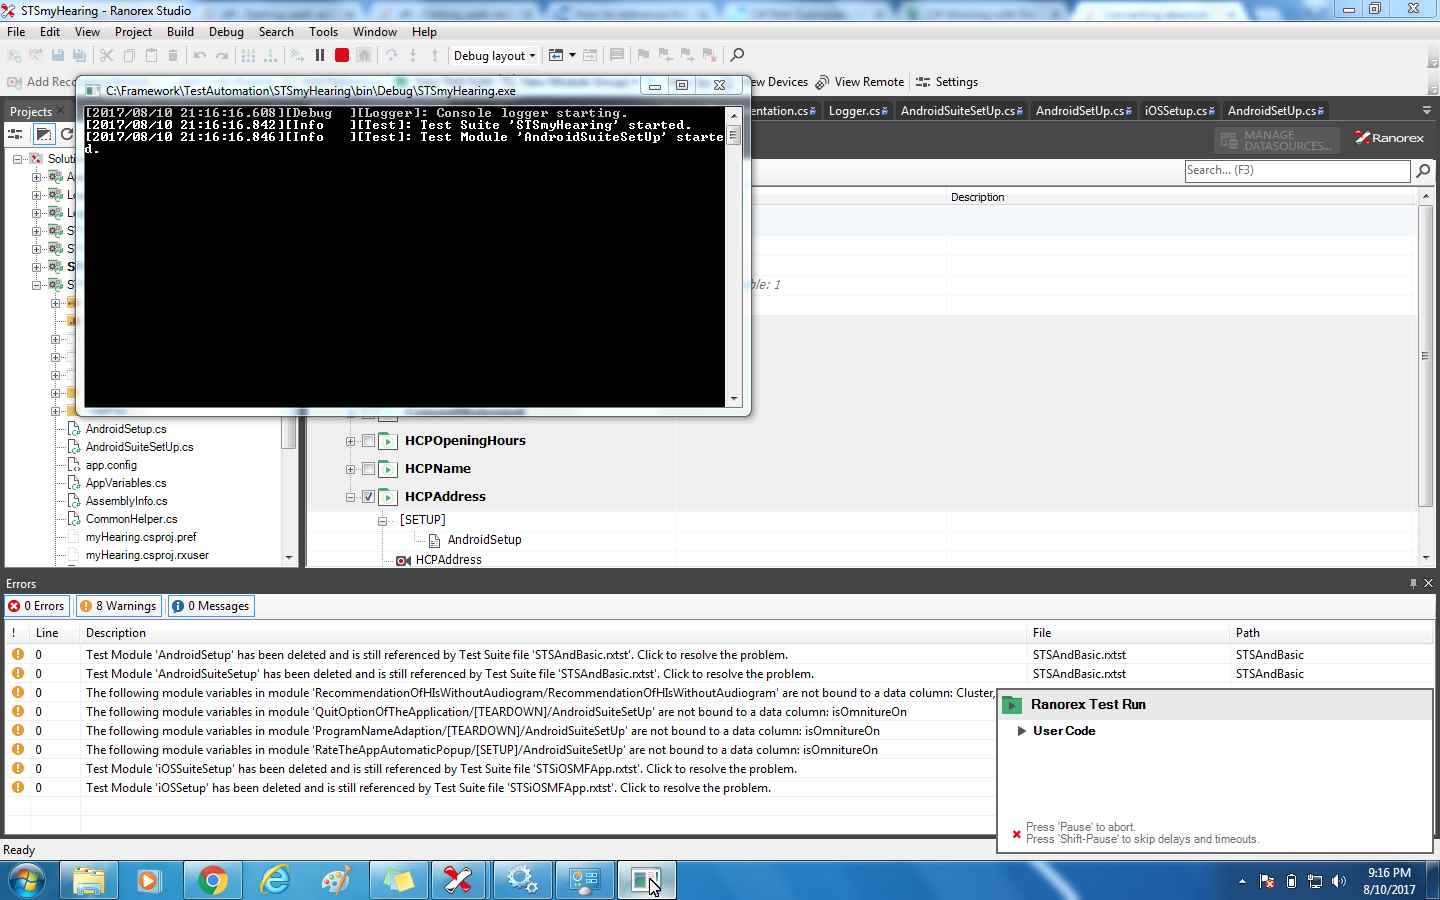 STSmyHearing - Ranorex Studio
File Edit View Project Build Debug Search Tools Window Help
Debug layout
Add Rec
ew Devices View Remote Settings
C:\Framework\TestAutomation\STSmyHearing\bin\Debug\STSmyHearing.exe
[2017/08/10 21:16:16.608][Debug ][Logger]: Console logger starting.
[2017/08/10 21:16:16.842][Info ][Test]: Test Suite 'STSmyHearing' started.
[2017/08/10 21:16:16.846][Info ][Test]: Test Module 'AndroidSuiteSetUp' starte
d.
Projects
entation.cs Logger.cs AndroidSuiteSetUp.cs AndroidSetUp.cs iOSSetup.cs AndroidSetUp.cs
MANAGE
DATASOURCES...
Ranorex
Search... (F3)
Description
ble: 1
Solut
A
L
L
S
S
S
S
AndroidSetup.cs
AndroidSuiteSetUp.cs
app.config
AppVariables.cs
AssemblyInfo.cs
CommonHelper.cs
myHearing.csproj.pref
myHearing.csproj.rxuser
HCPOpeningHours
HCPName
HCPAddress
[SETUP]
AndroidSetup
HCPAddress
Errors
0 Errors 8 Warnings 0 Messages
! Line Description File Path
0 Test Module 'AndroidSetup' has been deleted and is still referenced by Test Suite file 'STSAndBasic.rxtst'. Click to resolve the problem. STSAndBasic.rxtst STSAndBasic
0 Test Module 'AndroidSuiteSetup' has been deleted and is still referenced by Test Suite file 'STSAndBasic.rxtst'. Click to resolve the problem. STSAndBasic.rxtst STSAndBasic
0 The following module variables in module 'RecommendationOfHIsWithoutAudiogram/RecommendationOfHIsWithoutAudiogram' are not bound to a data column: Cluster,
0 The following module variables in module 'QuitOptionOfTheApplication/[TEARDOWN]/AndroidSuiteSetUp' are not bound to a data column: isOmnitureOn
0 The following module variables in module 'ProgramNameAdaption/[TEARDOWN]/AndroidSuiteSetUp' are not bound to a data column: isOmnitureOn
0 The following module variables in module 'RateTheAppAutomaticPopup/[SETUP]/AndroidSuiteSetUp' are not bound to a data column: isOmnitureOn
0 Test Module 'iOSSuiteSetup' has been deleted and is still referenced by Test Suite file 'STSiOSMFApp.rxtst'. Click to resolve the problem.
0 Test Module 'iOSSetup' has been deleted and is still referenced by Test Suite file 'STSiOSMFApp.rxtst'. Click to resolve the problem.
Ranorex Test Run
User Code
Press 'Pause' to abort.
Press 'Shift-Pause' to skip delays and timeouts.
Ready
9:16 PM
8/10/2017